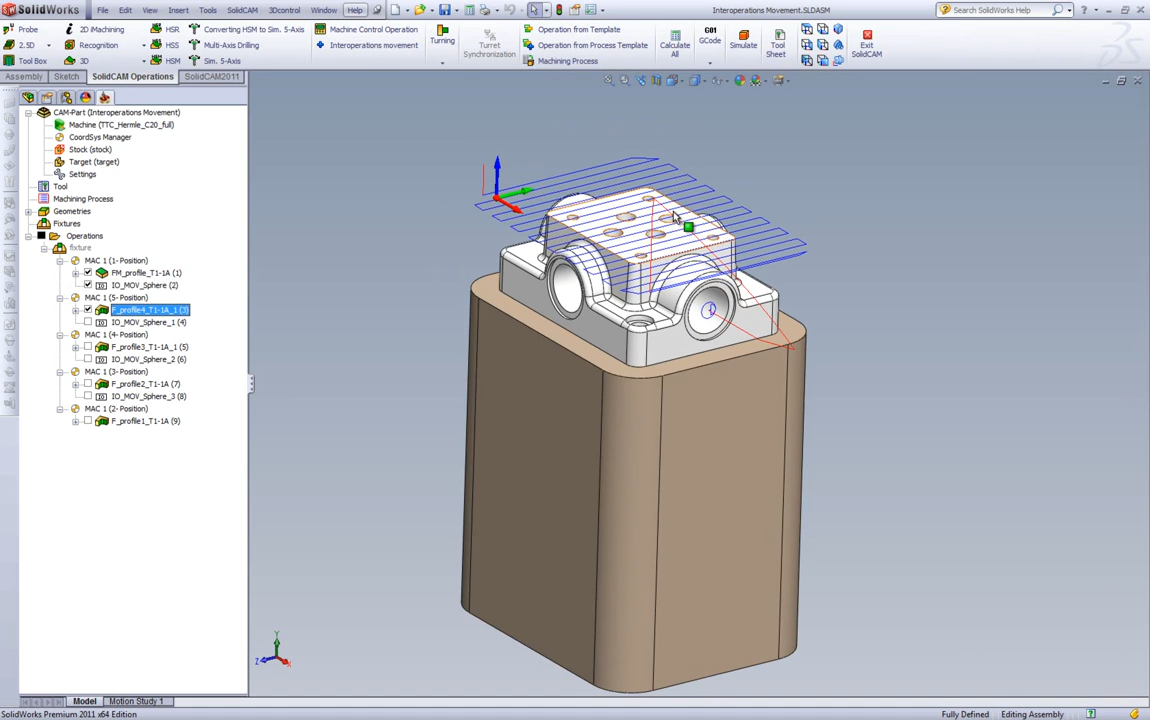 SolidWorks File Edit View Insert Tools SolidCAM 3Dcontrol Window Help Interoperations Movement.SLDASM Search SolidCAM Help
Probe 2D iMachining HSR Converting HSM to Sim. 5-Axis Machine Control Operation Operation from Template
2.5D Recognition HSS Multi-Axis Drilling Interoperations movement Turning Turret Synchronization Operation from Process Template Calculate All G01 GCode Simulate Tool Sheet Exit SolidCAM
Tool Box 3D HSM Sim. 5-Axis Machining Process
Assembly Sketch SolidCAM Operations SolidCAM2011
CAM-Part (Interoperations Movement)
Machine (TTC_Hermle_C20_full)
CoordSys Manager
Stock (stock)
Target (target)
Settings
Tool
Machining Process
Geometries
Fixtures
Operations
fixture
MAC 1 (1- Position)
FM_profile_T1-1A (1)
IO_MOV_Sphere (2)
MAC 1 (5- Position)
F_profile4_T1-1A_1 (3)
IO_MOV_Sphere_1 (4)
MAC 1 (4- Position)
F_profile3_T1-1A_1 (5)
IO_MOV_Sphere_2 (6)
MAC 1 (3- Position)
F_profile2_T1-1A (7)
IO_MOV_Sphere_3 (8)
MAC 1 (2- Position)
F_profile1_T1-1A (9)
Y
Z X
Model Motion Study 1
SolidWorks Premium 2011 x64 Edition Fully Defined Editing Assembly